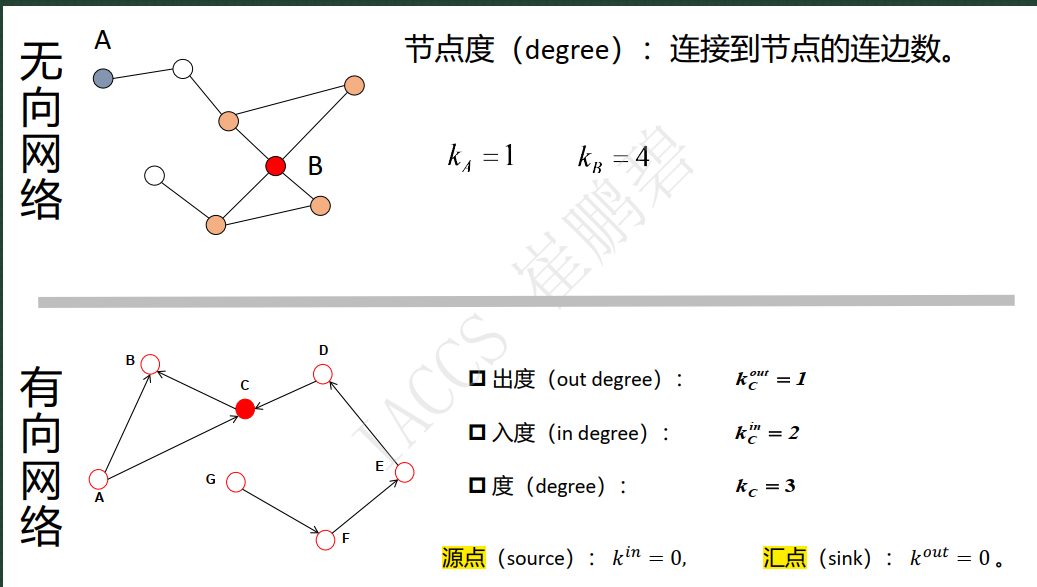 无向网络
A
B
节点度（degree）：连接到节点的连边数。
k_A = 1 k_B = 4
IACCS 崔鹏碧
有向网络
B
D
C
A
G
E
F
出度（out degree）： k_C^{out} = 1
入度（in degree）： k_C^{in} = 2
度（degree）： k_C = 3
源点（source）： k^{in} = 0, 汇点（sink）： k^{out} = 0 。